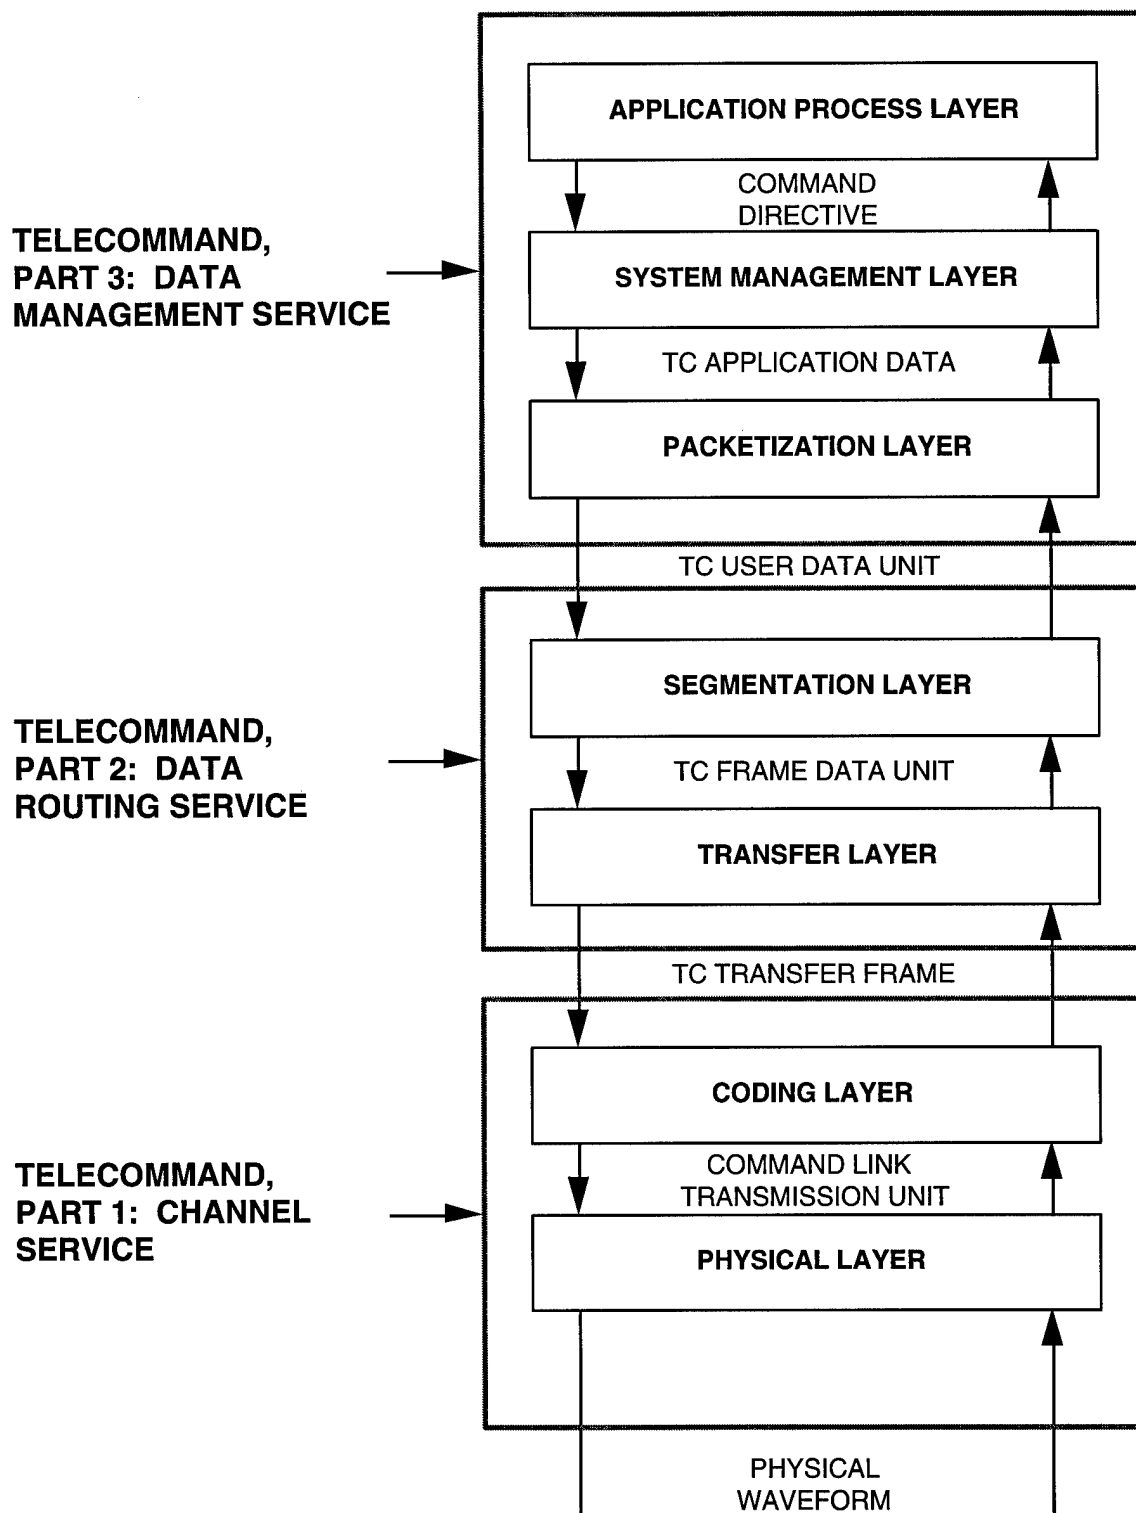 APPLICATION PROCESS LAYER
COMMAND
DIRECTIVE
TELECOMMAND,
PART 3: DATA
MANAGEMENT SERVICE
SYSTEM MANAGEMENT LAYER
TC APPLICATION DATA
PACKETIZATION LAYER
TC USER DATA UNIT
SEGMENTATION LAYER
TELECOMMAND,
PART 2: DATA
ROUTING SERVICE
TC FRAME DATA UNIT
TRANSFER LAYER
TC TRANSFER FRAME
CODING LAYER
TELECOMMAND,
PART 1: CHANNEL
SERVICE
COMMAND LINK
TRANSMISSION UNIT
PHYSICAL LAYER
PHYSICAL
WAVEFORM